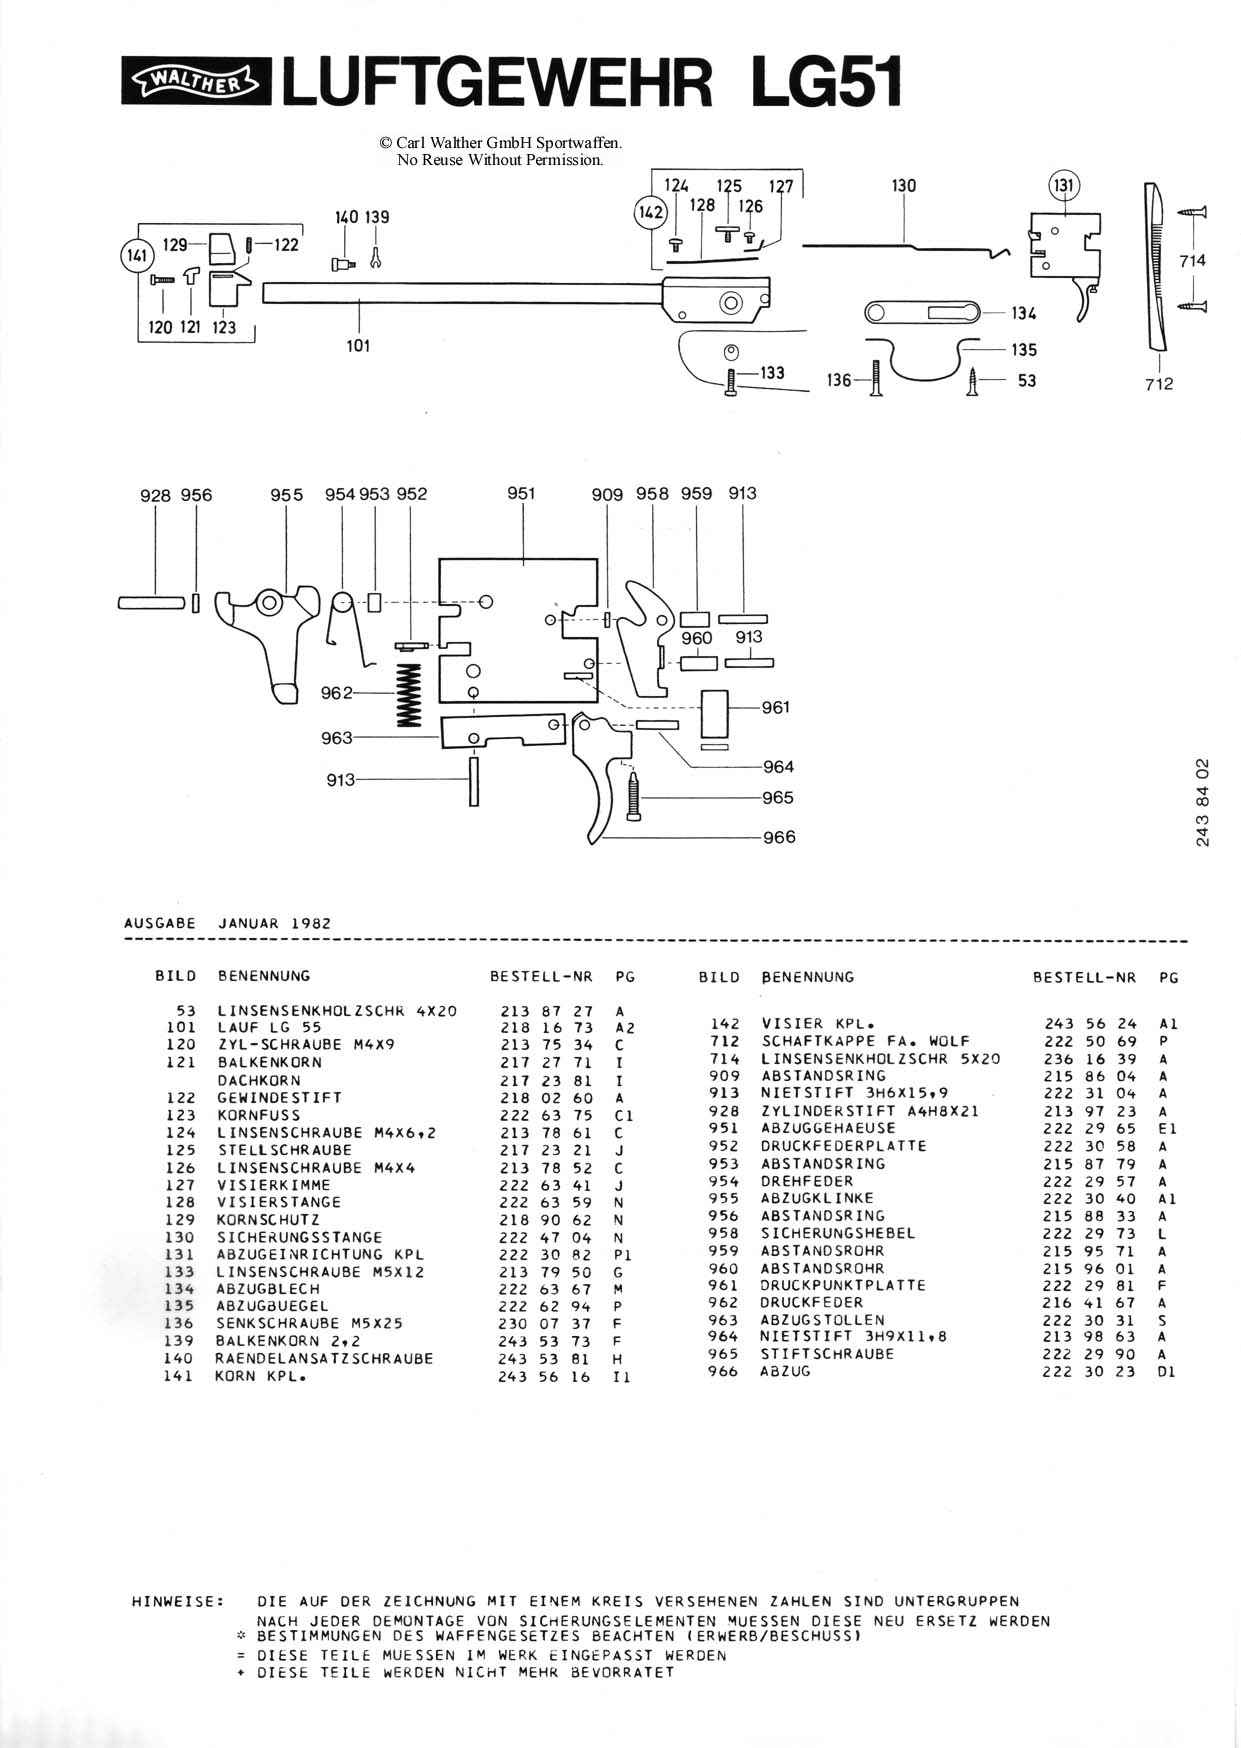 WALTHER LUFTGEWEHR LG51
© Carl Walther GmbH Sportwaffen.
No Reuse Without Permission.
124 125 127 130 131
142 128 126
140 139
141 129 122
714
120 121 123
101
134
135
133 136 53
712
928 956 955 954 953 952 951 909 958 959 913
960 913
962
961
963
964
913
965
966
243 84 02
AUSGABE JANUAR 1982
BILD BENENNUNG BESTELL-NR PG
53 LINSENSENKHOLZSCHR 4X20 213 87 27 A
101 LAUF LG 55 218 16 73 A2
120 ZYL-SCHRAUBE M4X9 213 75 34 C
121 BALKENKORN 217 27 71 I
DACHKORN 217 23 81 I
122 GEWINDESTIFT 218 02 60 A
123 KORNFUSS 222 63 75 C1
124 LINSENSCHRAUBE M4X6,2 213 78 61 C
125 STELLSCHRAUBE 217 23 21 J
126 LINSENSCHRAUBE M4X4 213 78 52 C
127 VISIERKIMME 222 63 41 J
128 VISIERSTANGE 222 63 59 N
129 KORNSCHUTZ 218 90 62 N
130 SICHERUNGSSTANGE 222 47 04 N
131 ABZUGEINRICHTUNG KPL 222 30 82 P1
133 LINSENSCHRAUBE M5X12 213 79 50 G
134 ABZUGBLECH 222 63 67 M
135 ABZUGBUEGEL 222 62 94 P
136 SENKSCHRAUBE M5X25 230 07 37 F
139 BALKENKORN 2,2 243 53 73 F
140 RAENDELANSATZSCHRAUBE 243 53 81 H
141 KORN KPL. 243 56 16 I1
BILD BENENNUNG BESTELL-NR PG
142 VISIER KPL. 243 56 24 A1
712 SCHAFTKAPPE FA. WOLF 222 50 69 P
714 LINSENSENKHOLZSCHR 5X20 236 16 39 A
909 ABSTANDSRING 215 86 04 A
913 NIETSTIFT 3H6X15,9 222 31 04 A
928 ZYLINDERSTIFT A4H8X21 213 97 23 A
951 ABZUGGEHAEUSE 222 29 65 E1
952 DRUCKFEDERPLATTE 222 30 58 A
953 ABSTANDSRING 215 87 79 A
954 DREHFEDER 222 29 57 A
955 ABZUGKLINKE 222 30 40 A1
956 ABSTANDSRING 215 88 33 A
958 SICHERUNGSHEBEL 222 29 73 L
959 ABSTANDSROHR 215 95 71 A
960 ABSTANDSROHR 215 96 01 A
961 DRUCKPUNKTPLATTE 222 29 81 F
962 DRUCKFEDER 216 41 67 A
963 ABZUGSTOLLEN 222 30 31 S
964 NIETSTIFT 3H9X11,8 213 98 63 A
965 STIFTSCHRAUBE 222 29 90 A
966 ABZUG 222 30 23 D1
HINWEISE: DIE AUF DER ZEICHNUNG MIT EINEM KREIS VERSEHENEN ZAHLEN SIND UNTERGRUPPEN
NACH JEDER DEMONTAGE VON SICHERUNGSELEMENTEN MUESSEN DIESE NEU ERSETZ WERDEN
* BESTIMMUNGEN DES WAFFENGESETZES BEACHTEN (ERWERB/BESCHUSS)
= DIESE TEILE MUESSEN IM WERK EINGEPASST WERDEN
+ DIESE TEILE WERDEN NICHT MEHR BEVORRATET